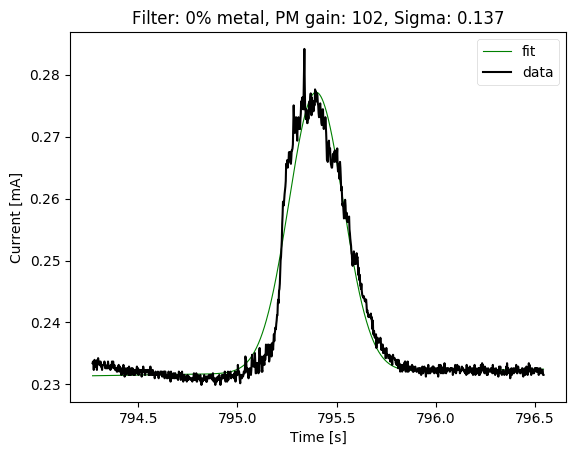 Filter: 0% metal, PM gain: 102, Sigma: 0.137
fit
data
0.28
0.27
0.26
0.25
0.24
0.23
Current [mA]
794.5
795.0
795.5
796.0
796.5
Time [s]